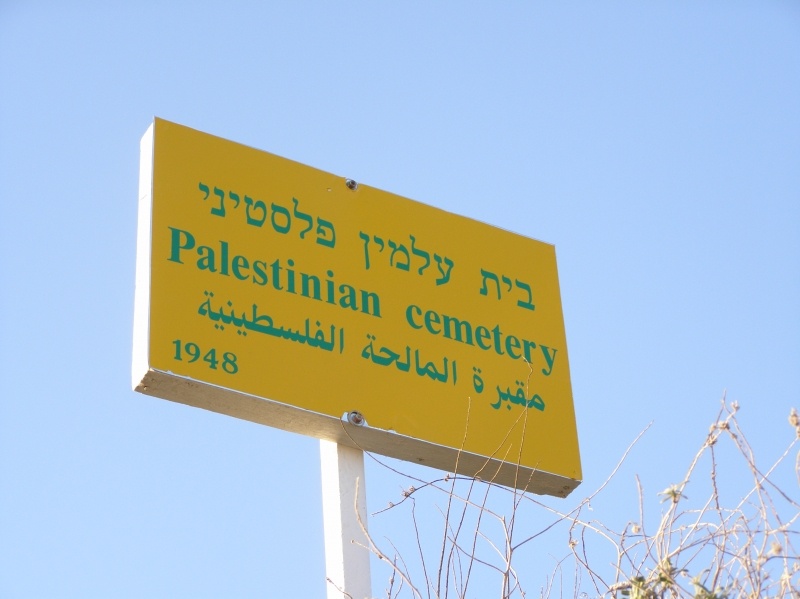 בית עלמין פלסטיני
Palestinian cemetery
مقبرة المالحة الفلسطينية
1948